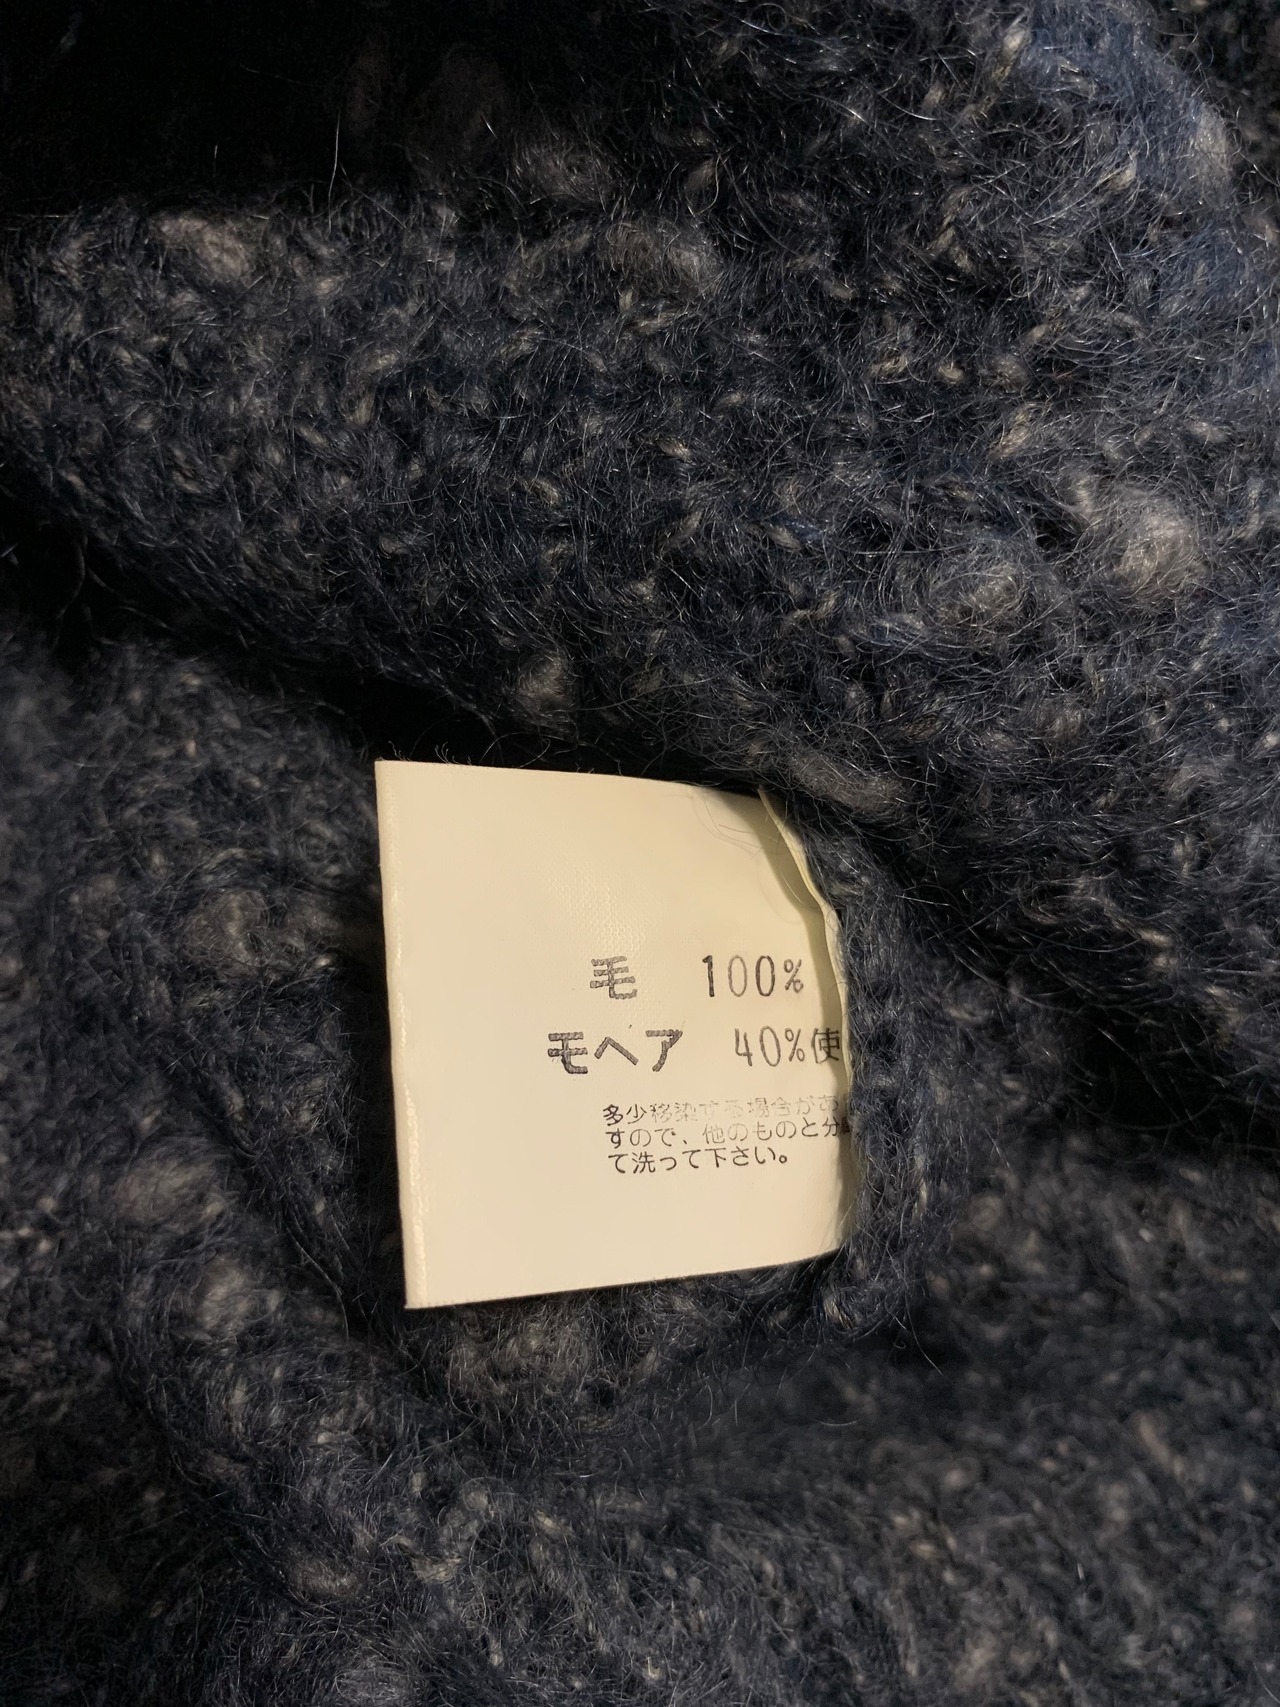 毛 100%
モヘア 40%使
多少移染する場合があ
すので、他のものと分
て洗って下さい。